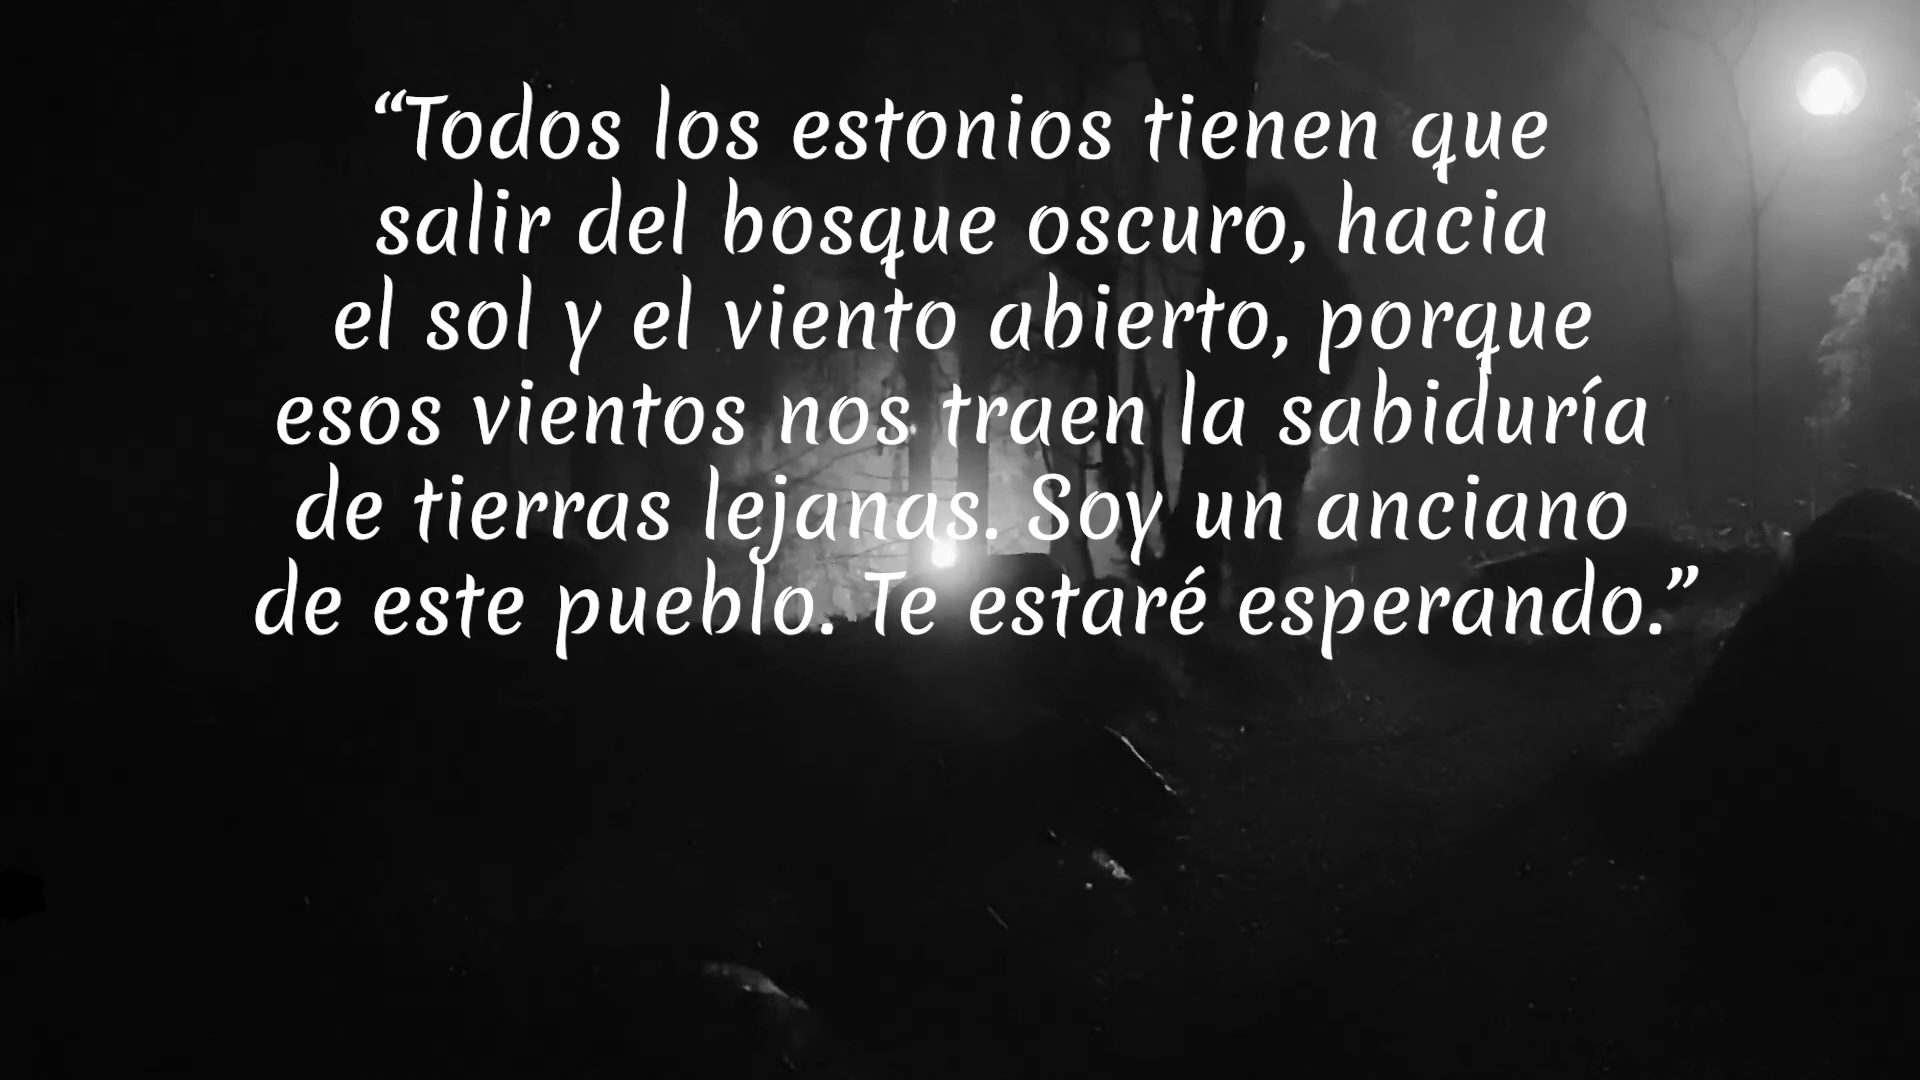 “Todos los estonios tienen que
salir del bosque oscuro, hacia
el sol y el viento abierto, porque
esos vientos nos traen la sabiduría
de tierras lejanas. Soy un anciano
de este pueblo. Te estaré esperando.”